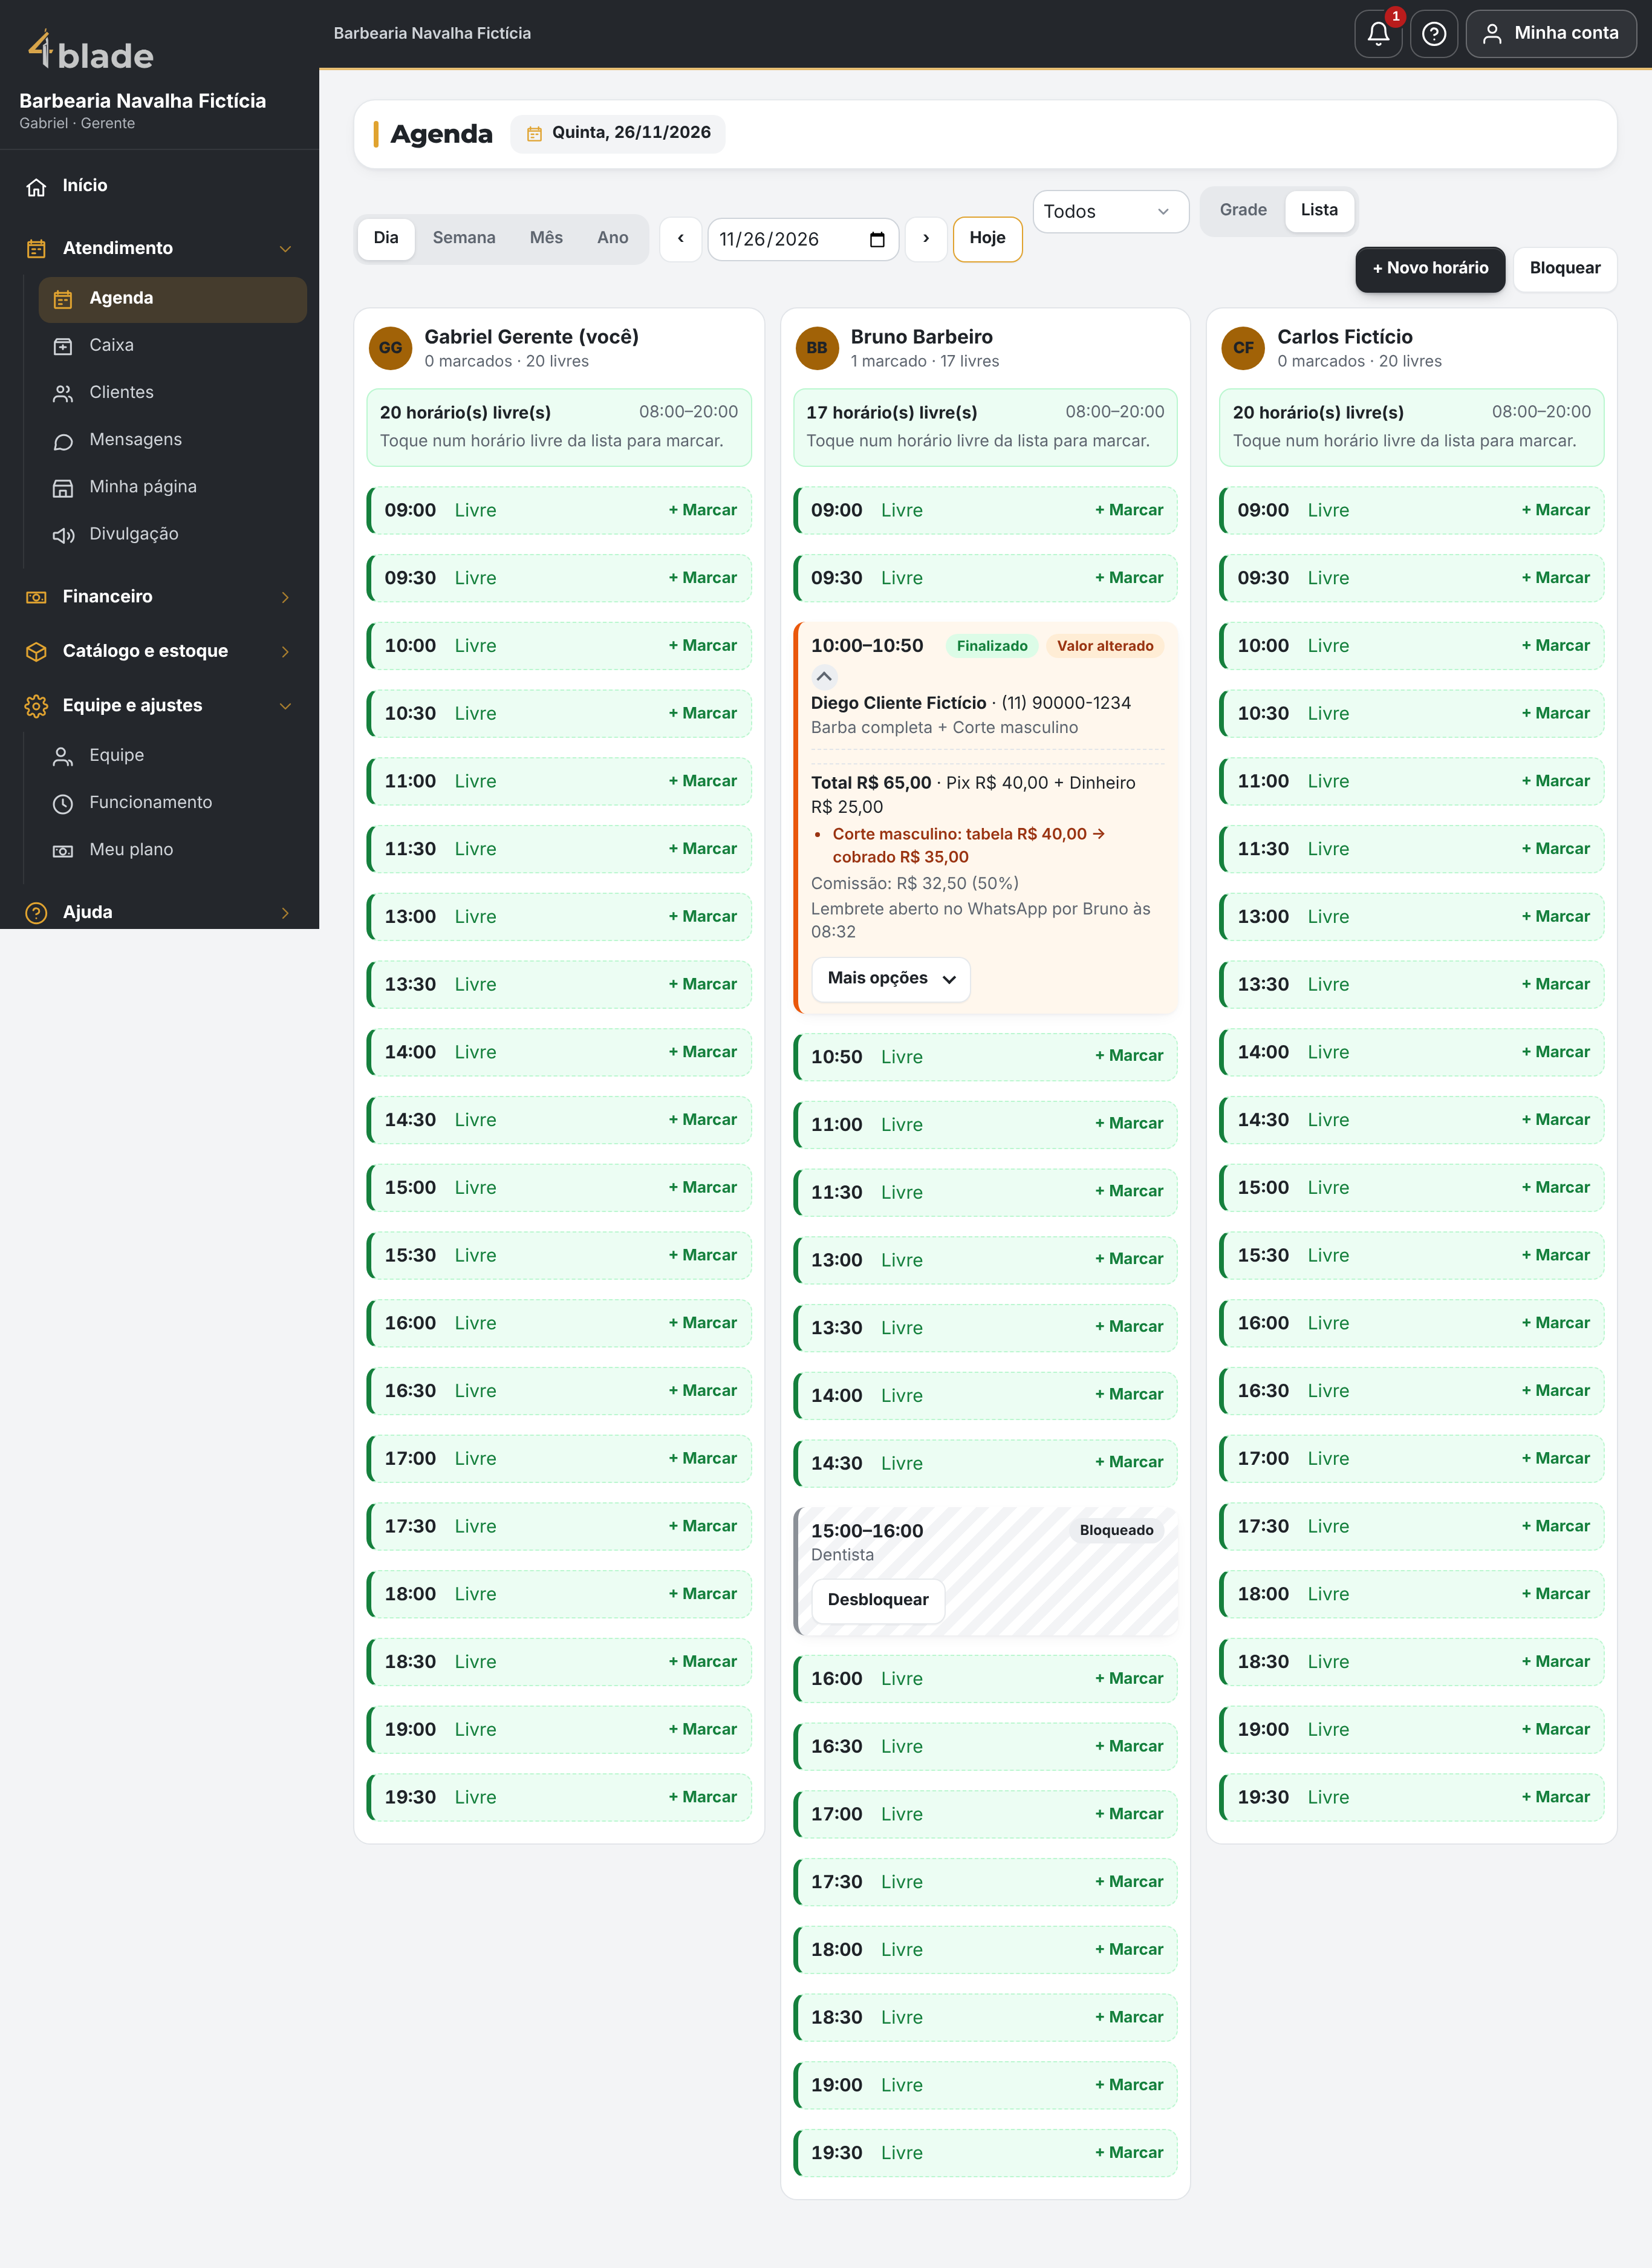 4blade
Barbearia Navalha Fictícia
Gabriel · Gerente
Início
Atendimento
Agenda
Caixa
Clientes
Mensagens
Minha página
Divulgação
Financeiro
Catálogo e estoque
Equipe e ajustes
Equipe
Funcionamento
Meu plano
Ajuda
Barbearia Navalha Fictícia
1
Minha conta
Agenda
Quinta, 26/11/2026
Dia Semana Mês Ano
‹ 11/26/2026 › Hoje
Todos
Grade Lista
+ Novo horário Bloquear
GG
Gabriel Gerente (você)
0 marcados · 20 livres
20 horário(s) livre(s) 08:00–20:00
Toque num horário livre da lista para marcar.
09:00 Livre + Marcar
09:30 Livre + Marcar
10:00 Livre + Marcar
10:30 Livre + Marcar
11:00 Livre + Marcar
11:30 Livre + Marcar
13:00 Livre + Marcar
13:30 Livre + Marcar
14:00 Livre + Marcar
14:30 Livre + Marcar
15:00 Livre + Marcar
15:30 Livre + Marcar
16:00 Livre + Marcar
16:30 Livre + Marcar
17:00 Livre + Marcar
17:30 Livre + Marcar
18:00 Livre + Marcar
18:30 Livre + Marcar
19:00 Livre + Marcar
19:30 Livre + Marcar
BB
Bruno Barbeiro
1 marcado · 17 livres
17 horário(s) livre(s) 08:00–20:00
Toque num horário livre da lista para marcar.
09:00 Livre + Marcar
09:30 Livre + Marcar
10:00–10:50 Finalizado Valor alterado
Diego Cliente Fictício · (11) 90000-1234
Barba completa + Corte masculino
Total R$ 65,00 · Pix R$ 40,00 + Dinheiro
R$ 25,00
• Corte masculino: tabela R$ 40,00 →
cobrado R$ 35,00
Comissão: R$ 32,50 (50%)
Lembrete aberto no WhatsApp por Bruno às
08:32
Mais opções
10:50 Livre + Marcar
11:00 Livre + Marcar
11:30 Livre + Marcar
13:00 Livre + Marcar
13:30 Livre + Marcar
14:00 Livre + Marcar
14:30 Livre + Marcar
15:00–16:00 Bloqueado
Dentista
Desbloquear
16:00 Livre + Marcar
16:30 Livre + Marcar
17:00 Livre + Marcar
17:30 Livre + Marcar
18:00 Livre + Marcar
18:30 Livre + Marcar
19:00 Livre + Marcar
19:30 Livre + Marcar
CF
Carlos Fictício
0 marcados · 20 livres
20 horário(s) livre(s) 08:00–20:00
Toque num horário livre da lista para marcar.
09:00 Livre + Marcar
09:30 Livre + Marcar
10:00 Livre + Marcar
10:30 Livre + Marcar
11:00 Livre + Marcar
11:30 Livre + Marcar
13:00 Livre + Marcar
13:30 Livre + Marcar
14:00 Livre + Marcar
14:30 Livre + Marcar
15:00 Livre + Marcar
15:30 Livre + Marcar
16:00 Livre + Marcar
16:30 Livre + Marcar
17:00 Livre + Marcar
17:30 Livre + Marcar
18:00 Livre + Marcar
18:30 Livre + Marcar
19:00 Livre + Marcar
19:30 Livre + Marcar